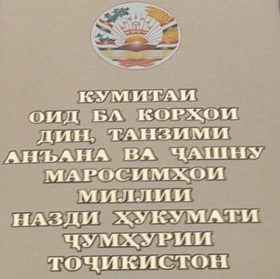 КУМИТАИ
ОИД БА КОРҲОИ
ДИН, ТАНЗИМИ
АНЪАНА ВА ҶАШНУ
МАРОСИМҲОИ
МИЛЛИИ
НАЗДИ ҲУКУМАТИ
ҶУМҲУРИИ
ТОҶИКИСТОН